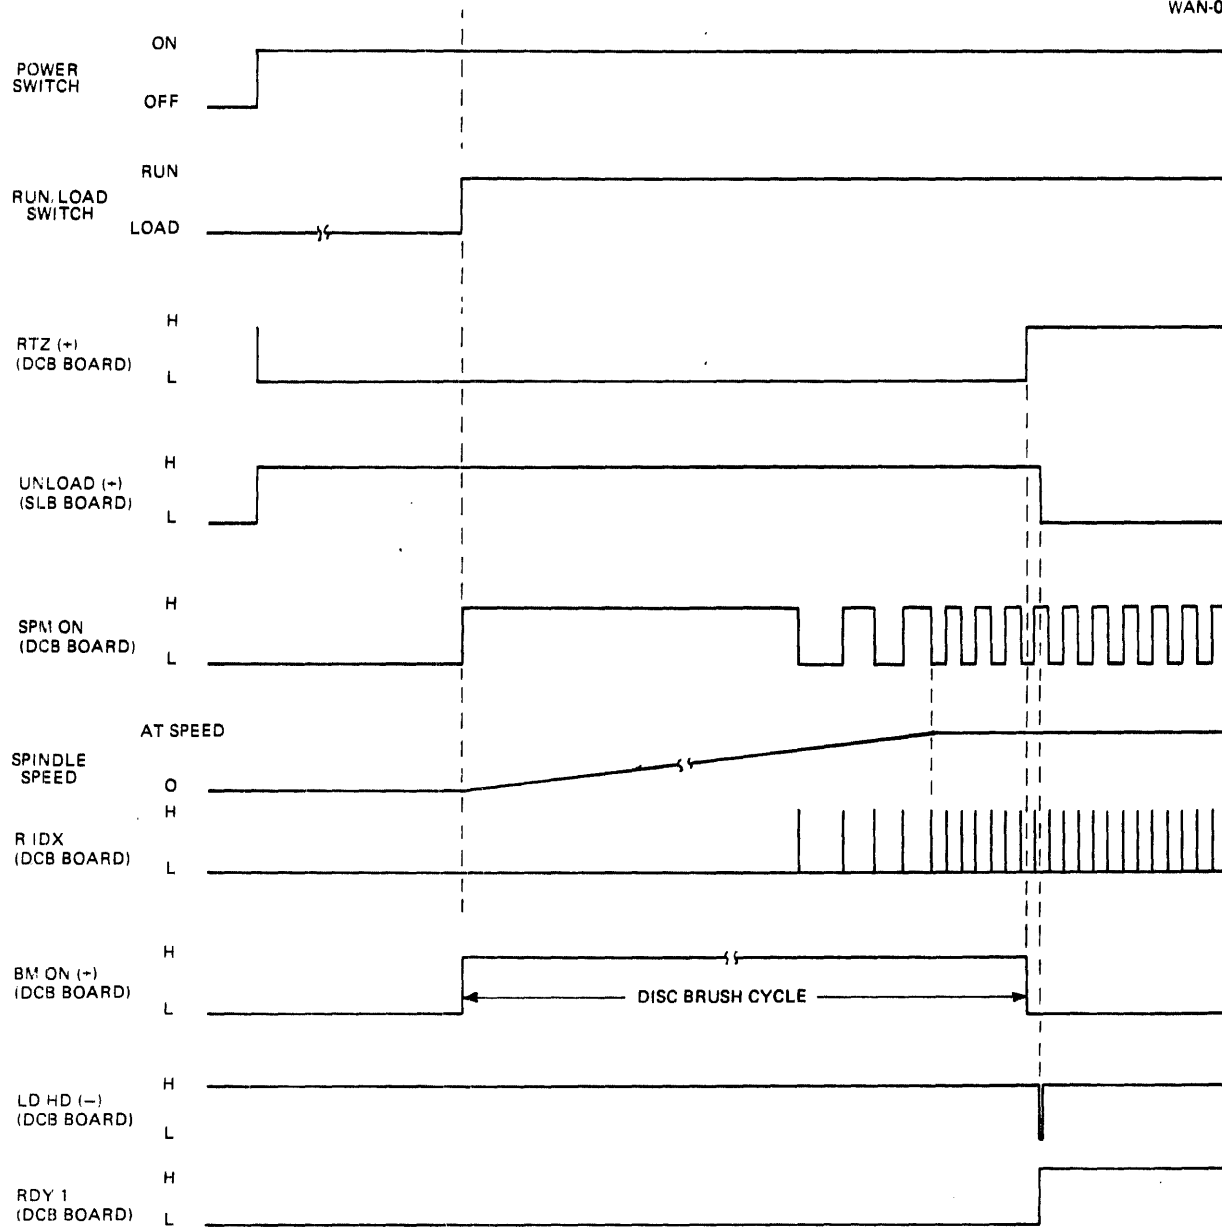 WAN-0
ON
POWER
SWITCH
OFF
RUN
RUN/LOAD
SWITCH
LOAD
H
RTZ (+)
(DCB BOARD)
L
H
UNLOAD (+)
(SLB BOARD)
L
H
SPM ON
(DCB BOARD)
L
AT SPEED
SPINDLE
SPEED
O
H
R IDX
(DCB BOARD)
L
H
BM ON (+)
(DCB BOARD)
DISC BRUSH CYCLE
L
H
LD HD (—)
(DCB BOARD)
L
H
RDY 1
(DCB BOARD)
L